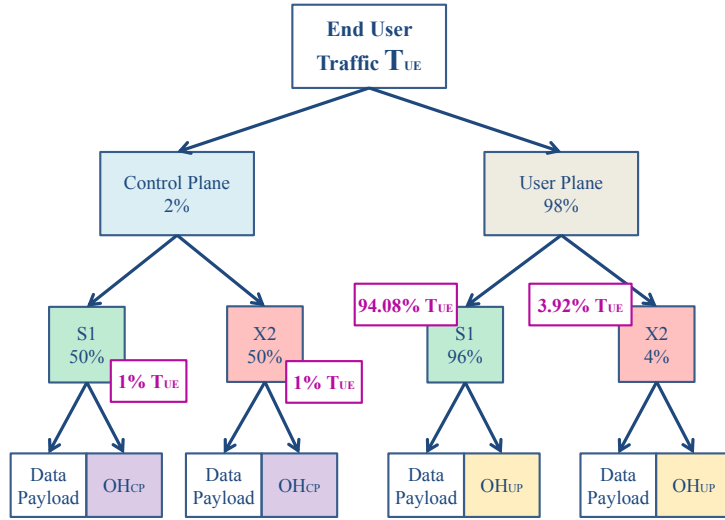 End User
Traffic TUE
Control Plane
2%
User Plane
98%
94.08% TUE
3.92% TUE
S1
50%
X2
50%
S1
96%
X2
4%
1% TUE
1% TUE
Data
Payload
OHCP
Data
Payload
OHCP
Data
Payload
OHUP
Data
Payload
OHUP